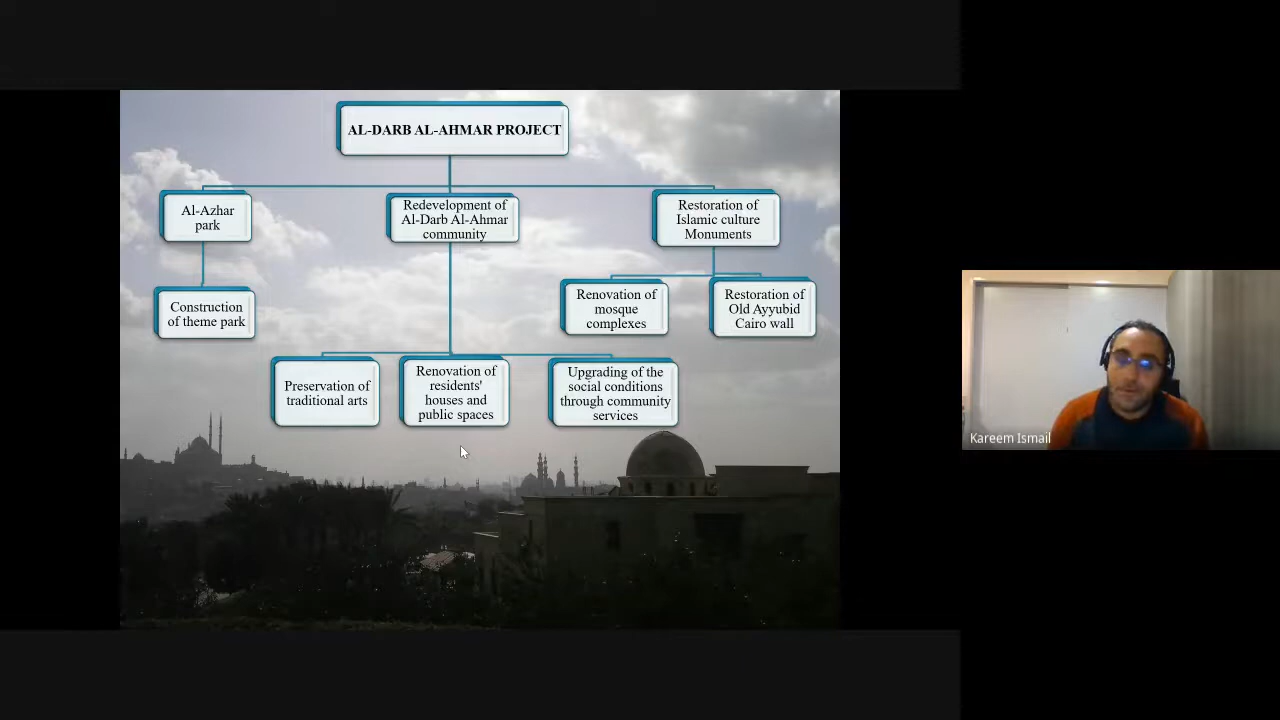 AL-DARB AL-AHMAR PROJECT
Al-Azhar
park
Redevelopment of
Al-Darb Al-Ahmar
community
Restoration of
Islamic culture
Monuments
Construction
of theme park
Renovation of
mosque
complexes
Restoration of
Old Ayyubid
Cairo wall
Preservation of
traditional arts
Renovation of
residents'
houses and
public spaces
Upgrading of the
social conditions
through community
services
Kareem Ismail